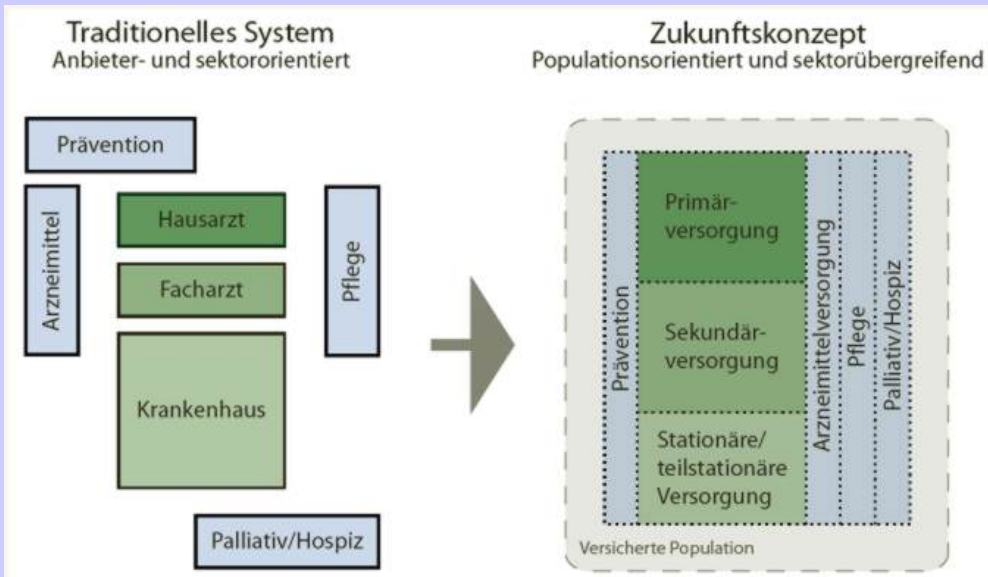 Traditionelles System
Anbieter- und sektororientiert
Prävention
Arzneimittel
Hausarzt
Facharzt
Krankenhaus
Pflege
Palliativ/Hospiz
Zukunftskonzept
Populationsorientiert und sektorübergreifend
Prävention
Primär-
versorgung
Sekundär-
versorgung
Stationäre/
teilstationäre
Versorgung
Arzneimittelversorgung
Pflege
Palliativ/Hospiz
Versicherte Population